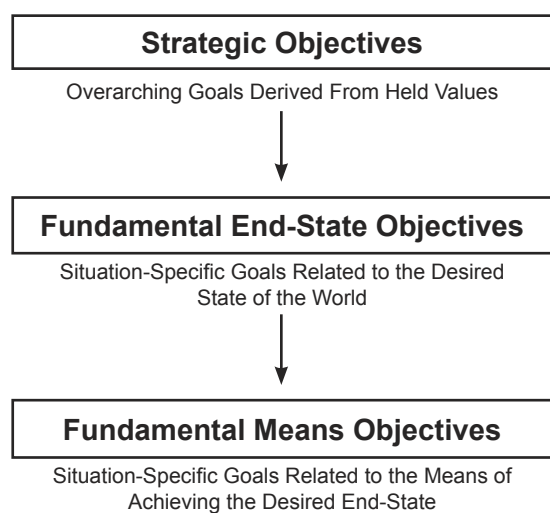 Strategic Objectives
Overarching Goals Derived From Held Values
Fundamental End-State Objectives
Situation-Specific Goals Related to the Desired
State of the World
Fundamental Means Objectives
Situation-Specific Goals Related to the Means of
Achieving the Desired End-State